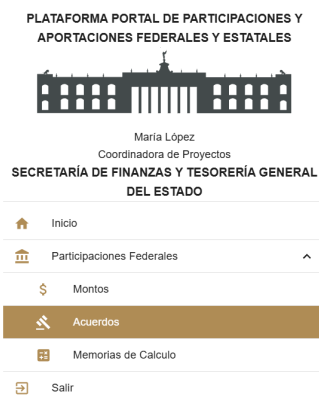 PLATAFORMA PORTAL DE PARTICIPACIONES Y
APORTACIONES FEDERALES Y ESTATALES
María López
Coordinadora de Proyectos
SECRETARÍA DE FINANZAS Y TESORERÍA GENERAL
DEL ESTADO
Inicio
Participaciones Federales
Montos
Acuerdos
Memorias de Calculo
Salir